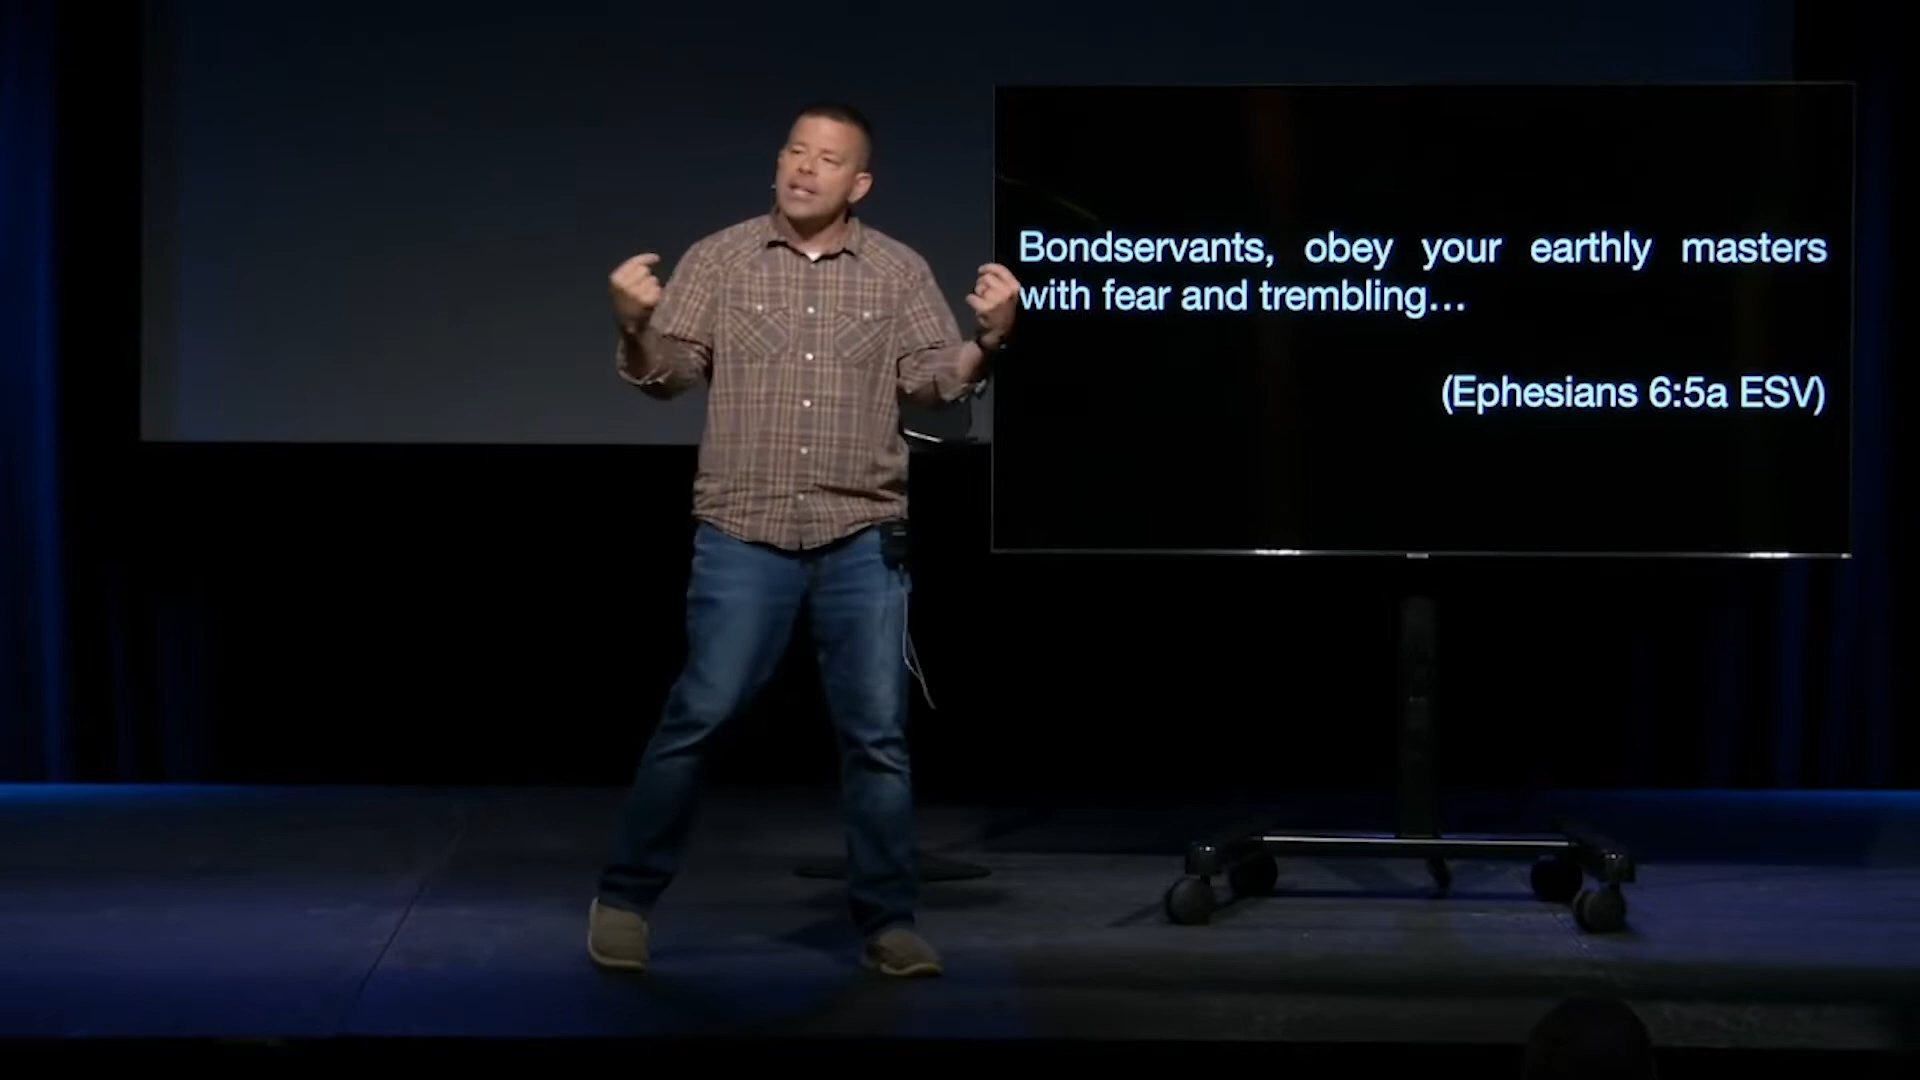 Bondservants, obey your earthly masters
with fear and trembling…
(Ephesians 6:5a ESV)